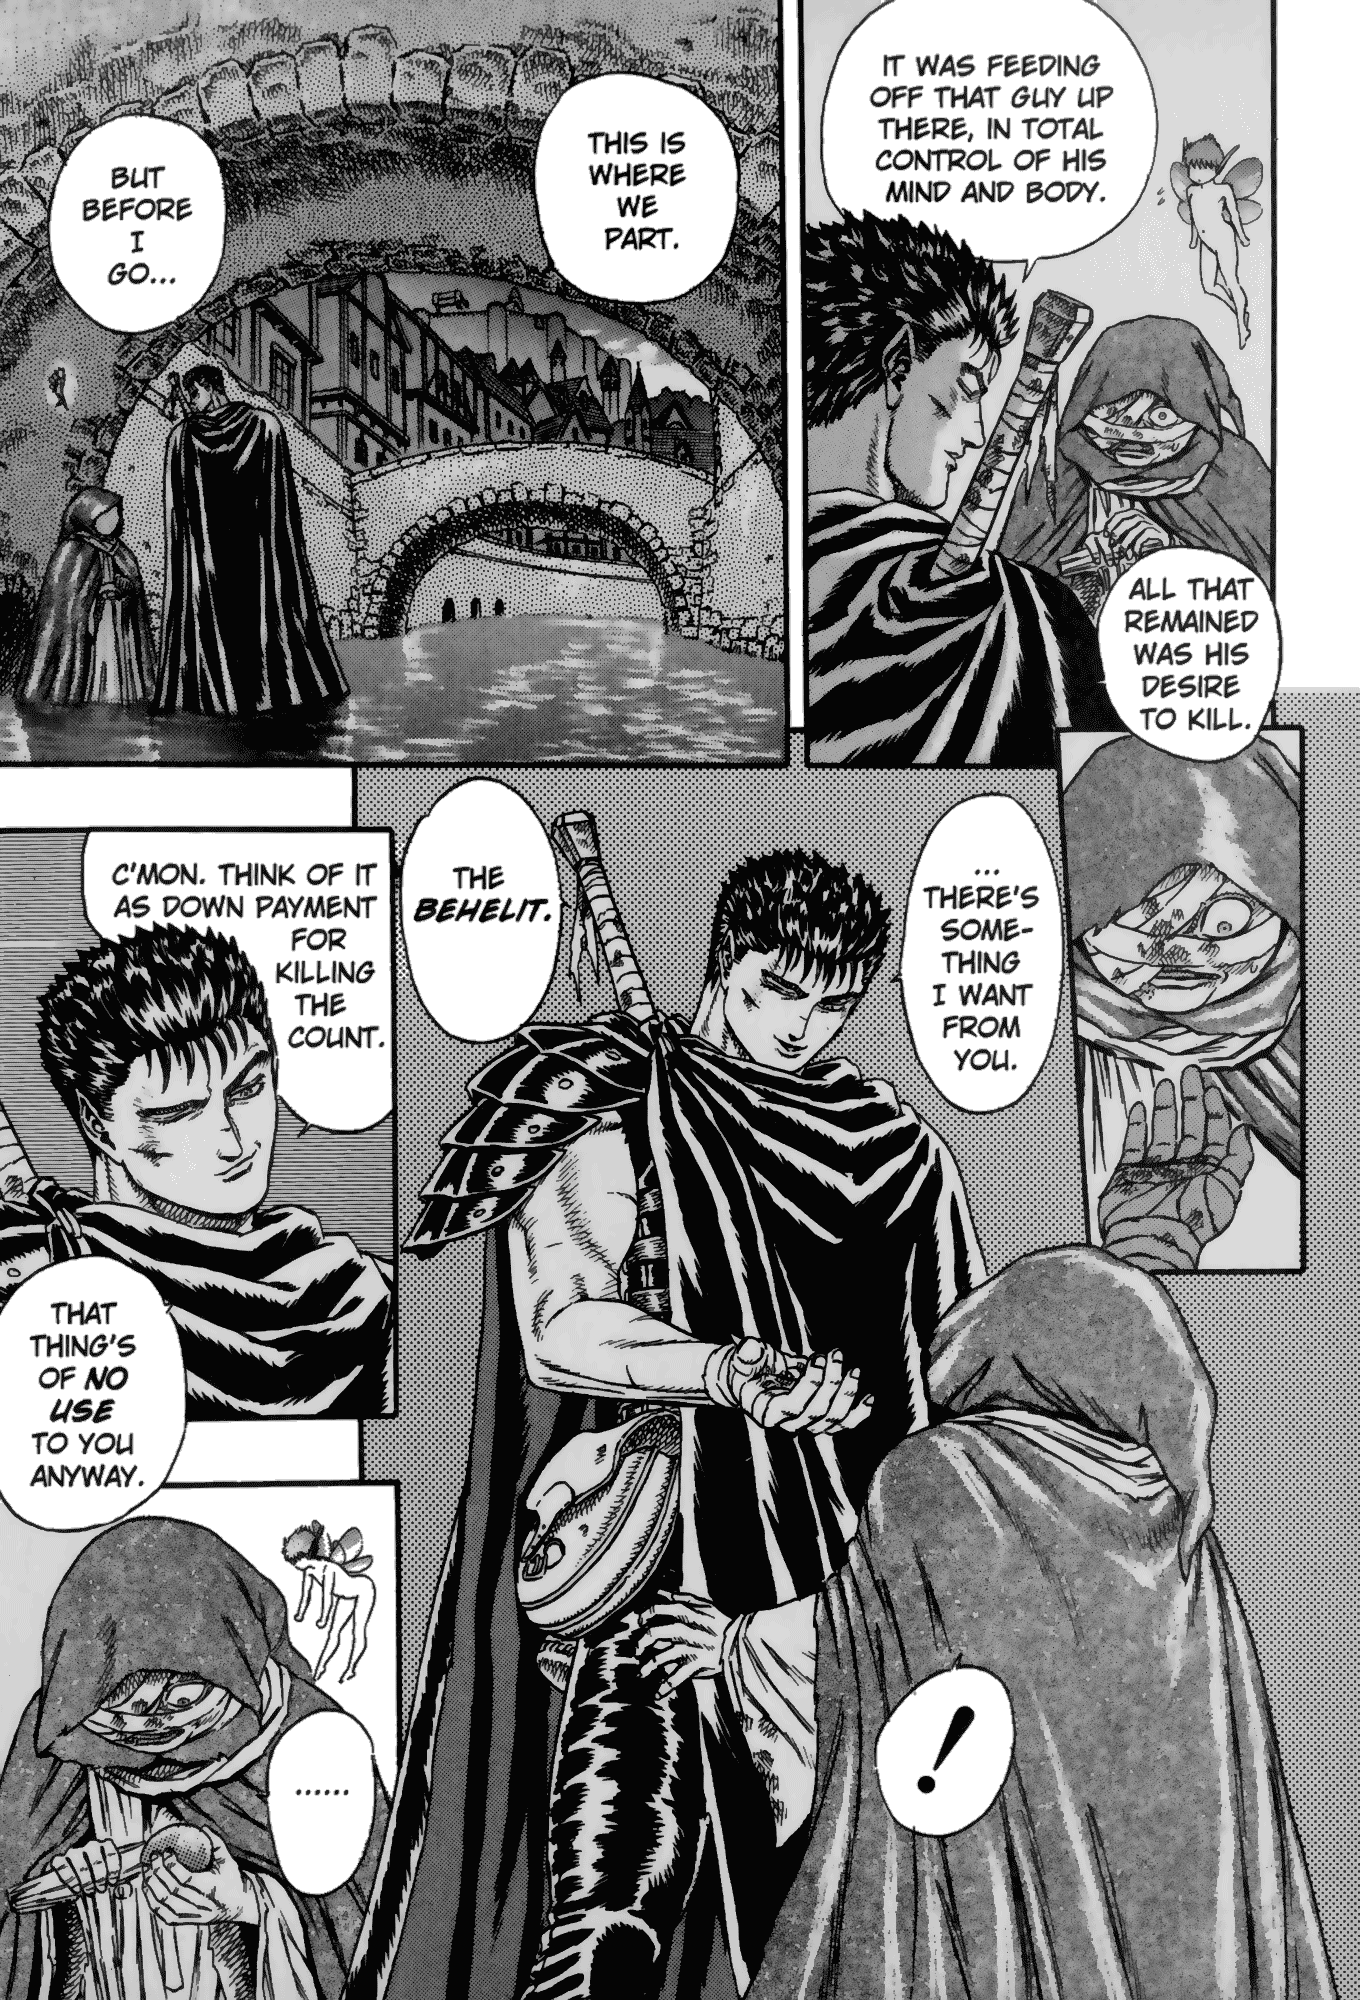 IT WAS FEEDING
OFF THAT GUY UP
THERE, IN TOTAL
CONTROL OF HIS
MIND AND BODY.
ALL THAT
REMAINED
WAS HIS
DESIRE
TO KILL.
THIS IS
WHERE
WE
PART.
BUT
BEFORE
I
GO...
...
THERE'S
SOME-
THING
I WANT
FROM
YOU.
THE
BEHELIT.
!
C'MON. THINK OF IT
AS DOWN PAYMENT
FOR
KILLING
THE
COUNT.
THAT
THING'S
OF NO
USE
TO YOU
ANYWAY.
......